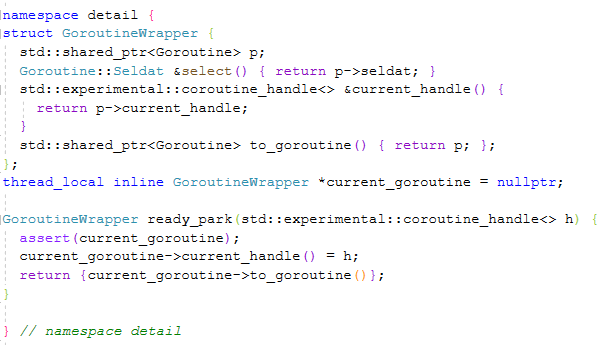 namespace detail {
struct GoroutineWrapper {
  std::shared_ptr<Goroutine> p;
  Goroutine::Seldat &select() { return p->seldat; }
  std::experimental::coroutine_handle<> &current_handle() {
    return p->current_handle;
  }
  std::shared_ptr<Goroutine> to_goroutine() { return p; };
};
thread_local inline GoroutineWrapper *current_goroutine = nullptr;

GoroutineWrapper ready_park(std::experimental::coroutine_handle<> h) {
  assert(current_goroutine);
  current_goroutine->current_handle() = h;
  return {current_goroutine->to_goroutine()};
}

} // namespace detail